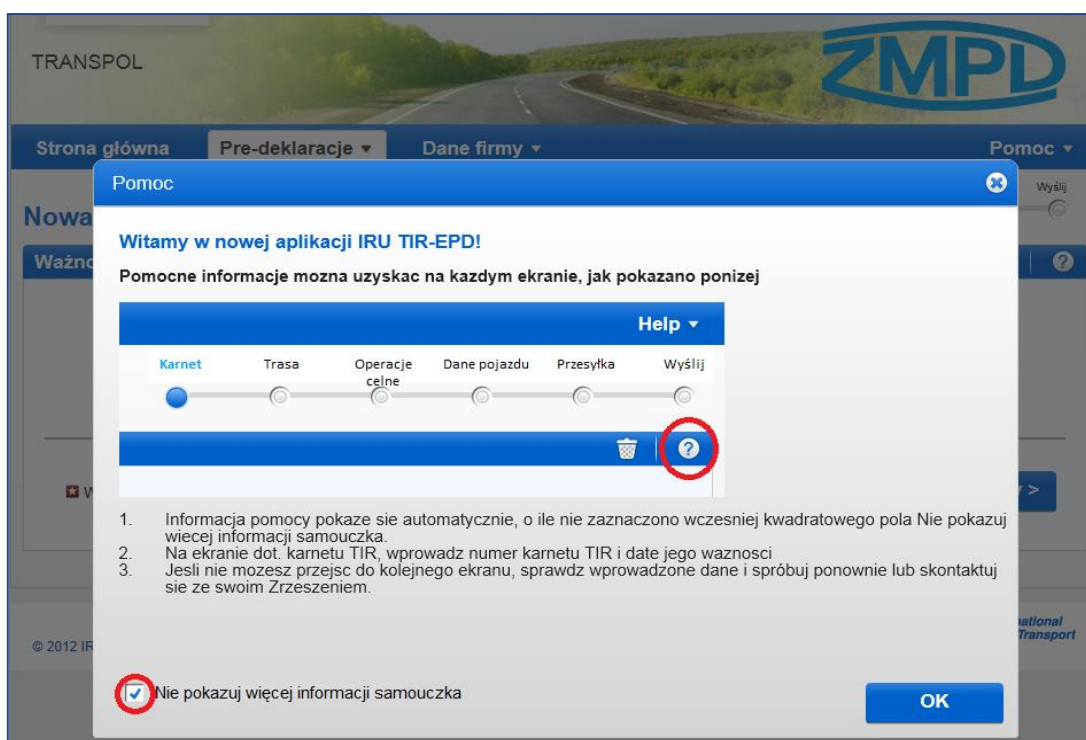 TRANSPOL
ZMPD
Strona główna Pre-deklaracje Dane firmy Pomoc
Pomoc
Wyślij
Nowa
Witamy w nowej aplikacji IRU TIR-EPD!
Pomocne informacje mozna uzyskac na kazdym ekranie, jak pokazano ponizej
Help
Karnet Trasa Operacje celne Dane pojazdu Przesyłka Wyślij
?
1. Informacja pomocy pokaze sie automatycznie, o ile nie zaznaczono wczesniej kwadratowego pola Nie pokazuj
wiecej informacji samouczka.
2. Na ekranie dot. karnetu TIR, wprowadz numer karnetu TIR i date jego waznosci
3. Jesli nie mozesz przejsc do kolejnego ekranu, sprawdz wprowadzone dane i spróbuj ponownie lub skontaktuj
sie ze swoim Zrzeszeniem.
© 2012
Transport
Nie pokazuj więcej informacji samouczka
OK